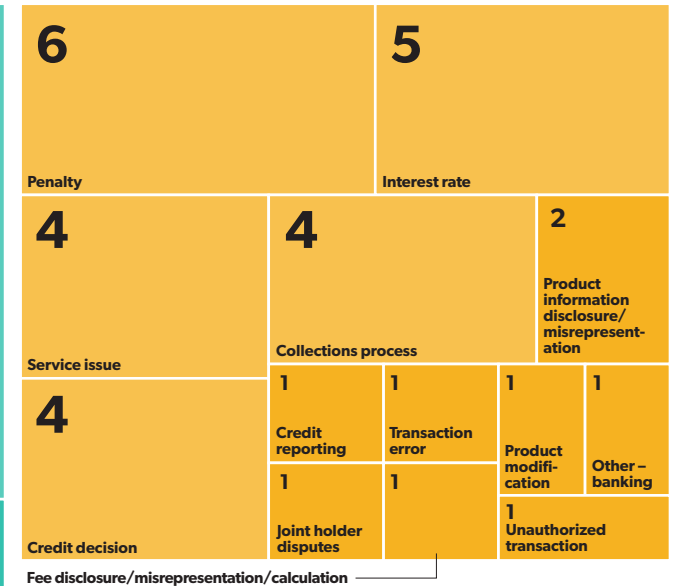 6
Penalty
5
Interest rate
4
Service issue
4
Collections process
2
Product
information
disclosure/
misrepresent-
ation
4
Credit decision
1
Credit
reporting
1
Transaction
error
1
Product
modifi-
cation
1
Other –
banking
1
Joint holder
disputes
1
1
Unauthorized
transaction
Fee disclosure/misrepresentation/calculation